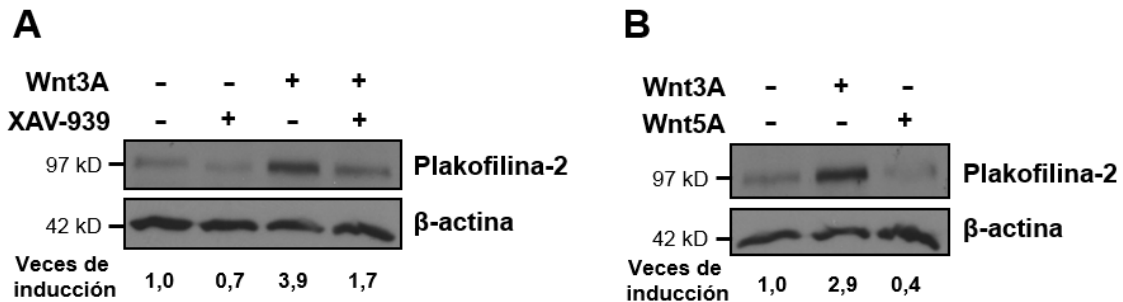 A
Wnt3A - - + +
XAV-939 - + - +
97 kD Plakofilina-2
42 kD β-actina
Veces de
inducción 1,0 0,7 3,9 1,7
B
Wnt3A - + -
Wnt5A - - +
97 kD Plakofilina-2
42 kD β-actina
Veces de
inducción 1,0 2,9 0,4